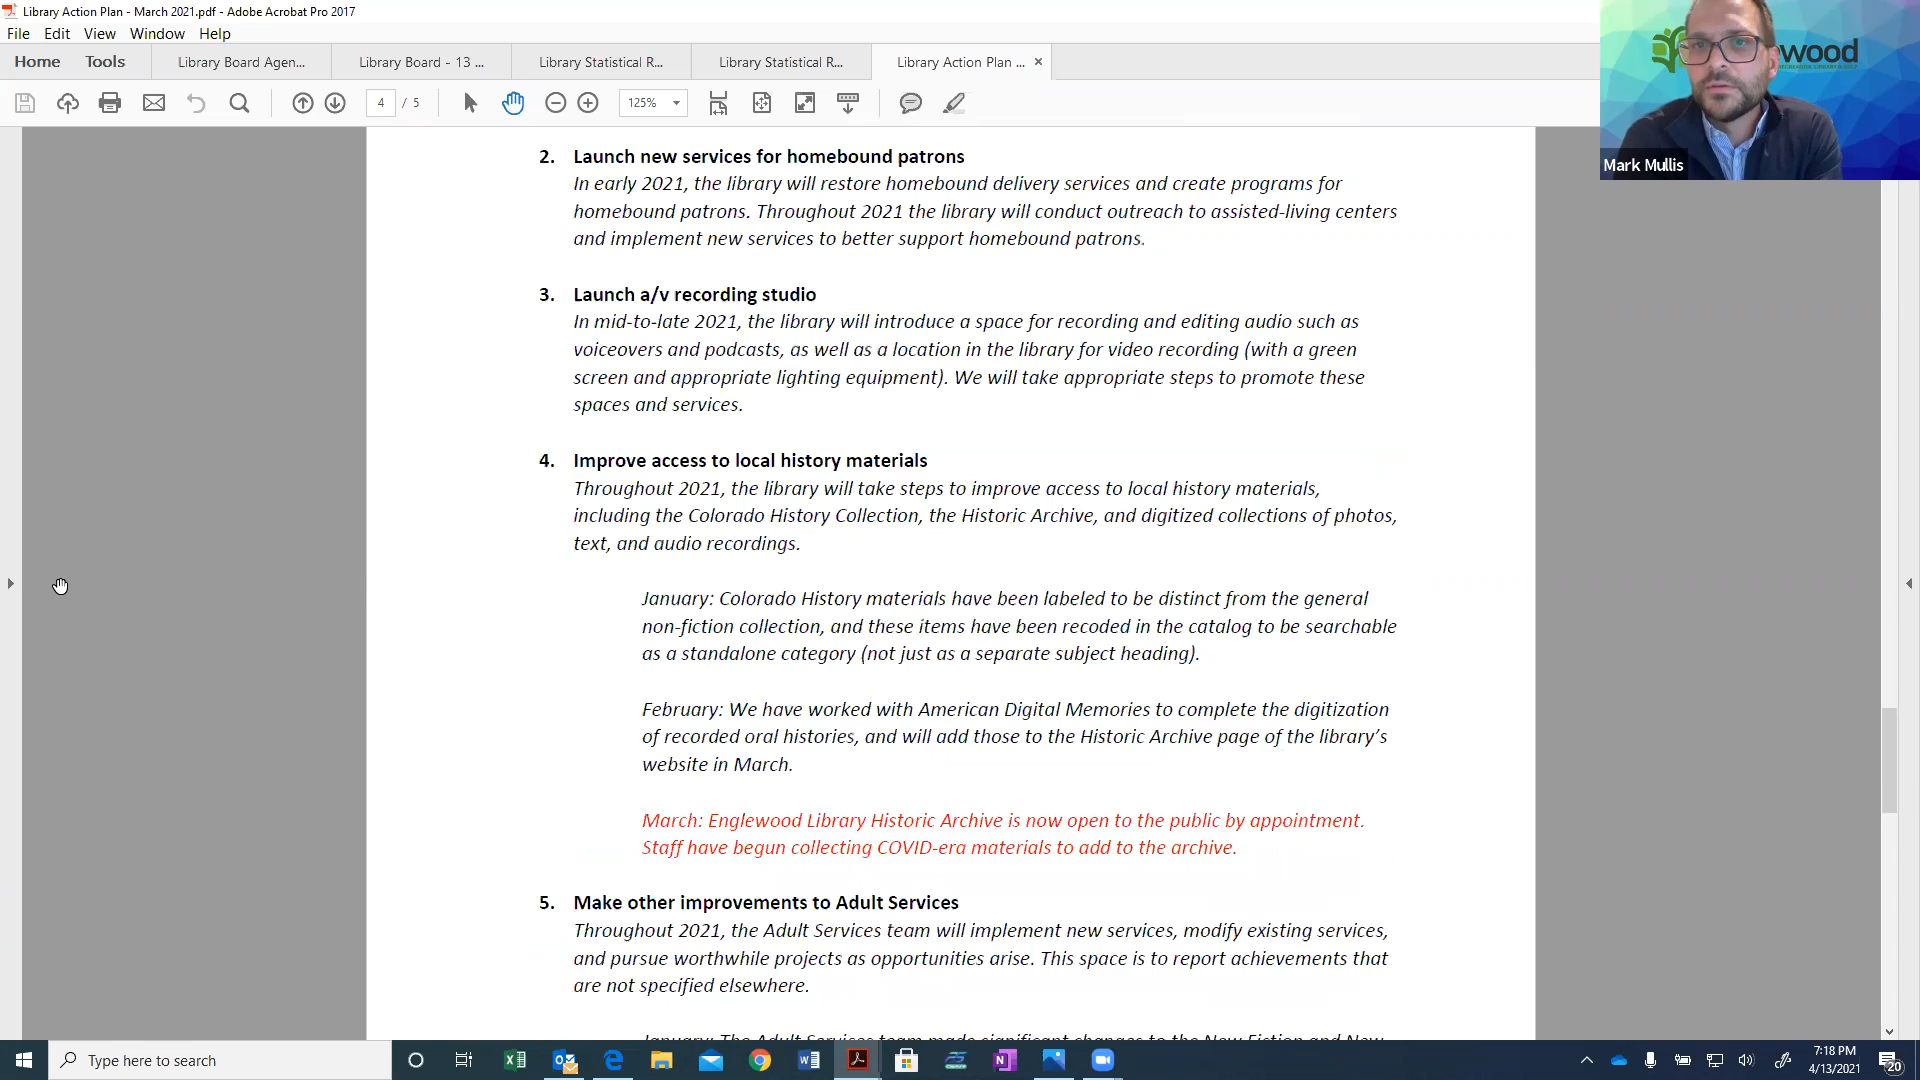 Library Action Plan - March 2021.pdf - Adobe Acrobat Pro 2017
File Edit View Window Help
Home Tools Library Board Agen... Library Board - 13 ... Library Statistical R... Library Statistical R... Library Action Plan ... ×
4 / 5 125%
wood
Mark Mullis
2. Launch new services for homebound patrons
In early 2021, the library will restore homebound delivery services and create programs for
homebound patrons. Throughout 2021 the library will conduct outreach to assisted-living centers
and implement new services to better support homebound patrons.
3. Launch a/v recording studio
In mid-to-late 2021, the library will introduce a space for recording and editing audio such as
voiceovers and podcasts, as well as a location in the library for video recording (with a green
screen and appropriate lighting equipment). We will take appropriate steps to promote these
spaces and services.
4. Improve access to local history materials
Throughout 2021, the library will take steps to improve access to local history materials,
including the Colorado History Collection, the Historic Archive, and digitized collections of photos,
text, and audio recordings.
January: Colorado History materials have been labeled to be distinct from the general
non-fiction collection, and these items have been recoded in the catalog to be searchable
as a standalone category (not just as a separate subject heading).
February: We have worked with American Digital Memories to complete the digitization
of recorded oral histories, and will add those to the Historic Archive page of the library's
website in March.
March: Englewood Library Historic Archive is now open to the public by appointment.
Staff have begun collecting COVID-era materials to add to the archive.
5. Make other improvements to Adult Services
Throughout 2021, the Adult Services team will implement new services, modify existing services,
and pursue worthwhile projects as opportunities arise. This space is to report achievements that
are not specified elsewhere.
January: The Adult Services team made significant changes to the New Fiction and New
Type here to search
7:18 PM
4/13/2021
20